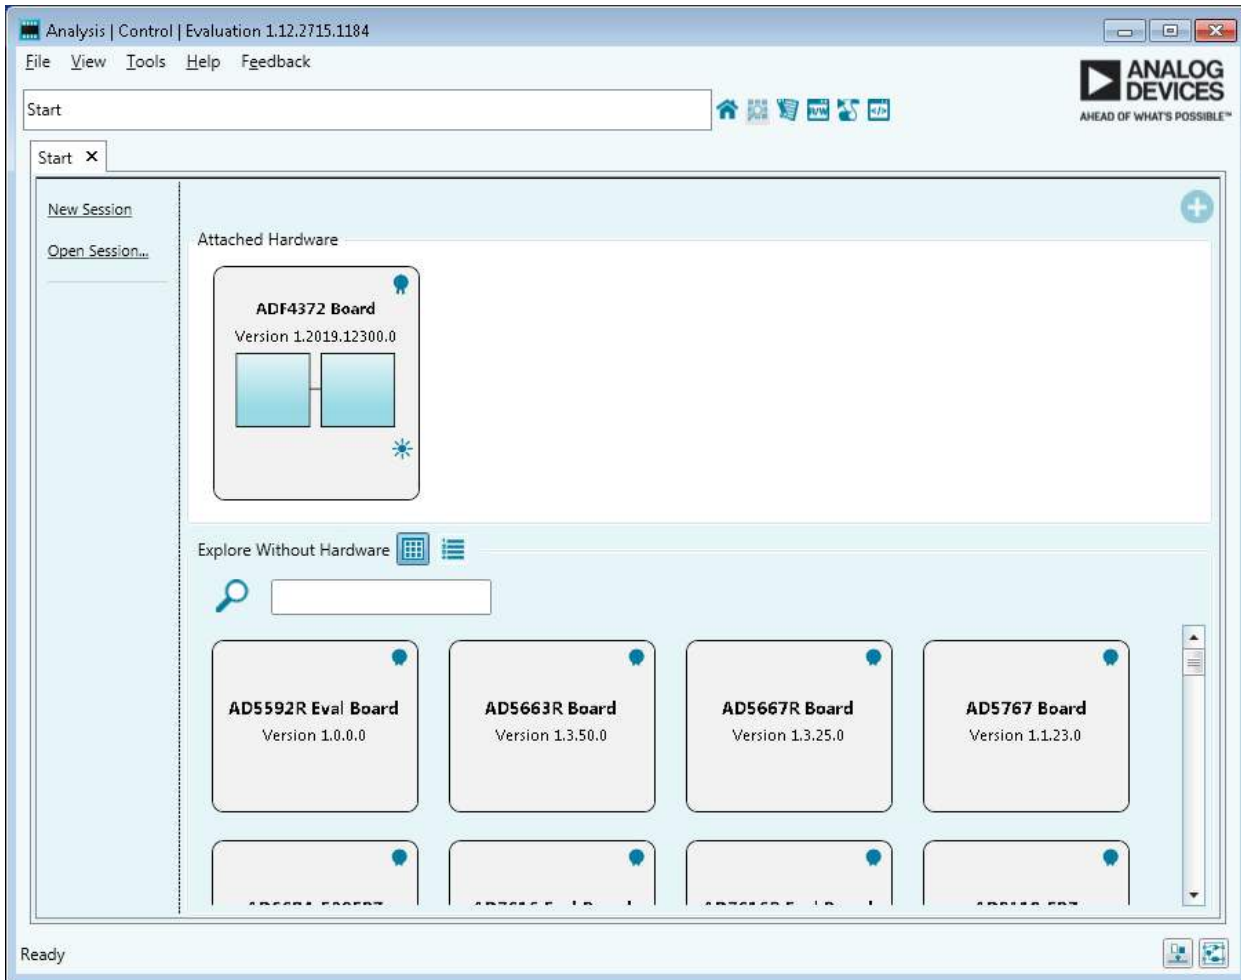 Analysis | Control | Evaluation 1.12.2715.1184
File View Tools Help Feedback
ANALOG
DEVICES
AHEAD OF WHAT'S POSSIBLE™
Start
Start
New Session
Open Session...
Attached Hardware
ADF4372 Board
Version 1.2019.12300.0
Explore Without Hardware
AD5592R Eval Board
Version 1.0.0.0
AD5663R Board
Version 1.3.50.0
AD5667R Board
Version 1.3.25.0
AD5767 Board
Version 1.1.23.0
Ready